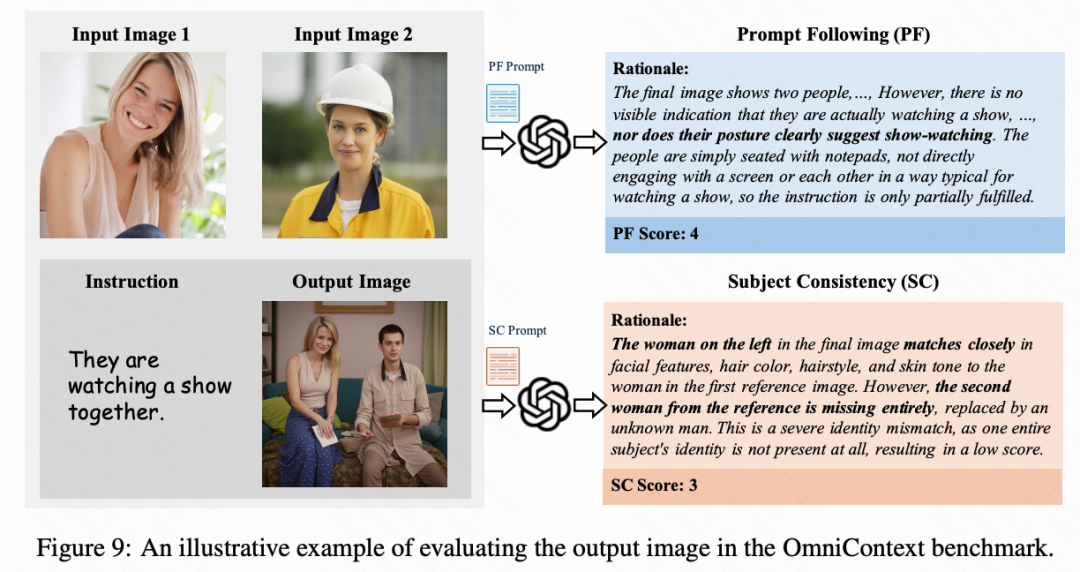 Input Image 1
Input Image 2
Instruction
They are
watching a show
together.
Output Image
PF Prompt
SC Prompt
Prompt Following (PF)
Rationale:
The final image shows two people,…, However, there is no
visible indication that they are actually watching a show, …,
nor does their posture clearly suggest show-watching. The
people are simply seated with notepads, not directly
engaging with a screen or each other in a way typical for
watching a show, so the instruction is only partially fulfilled.
PF Score: 4
Subject Consistency (SC)
Rationale:
The woman on the left in the final image matches closely in
facial features, hair color, hairstyle, and skin tone to the
woman in the first reference image. However, the second
woman from the reference is missing entirely, replaced by an
unknown man. This is a severe identity mismatch, as one entire
subject's identity is not present at all, resulting in a low score.
SC Score: 3
Figure 9: An illustrative example of evaluating the output image in the OmniContext benchmark.